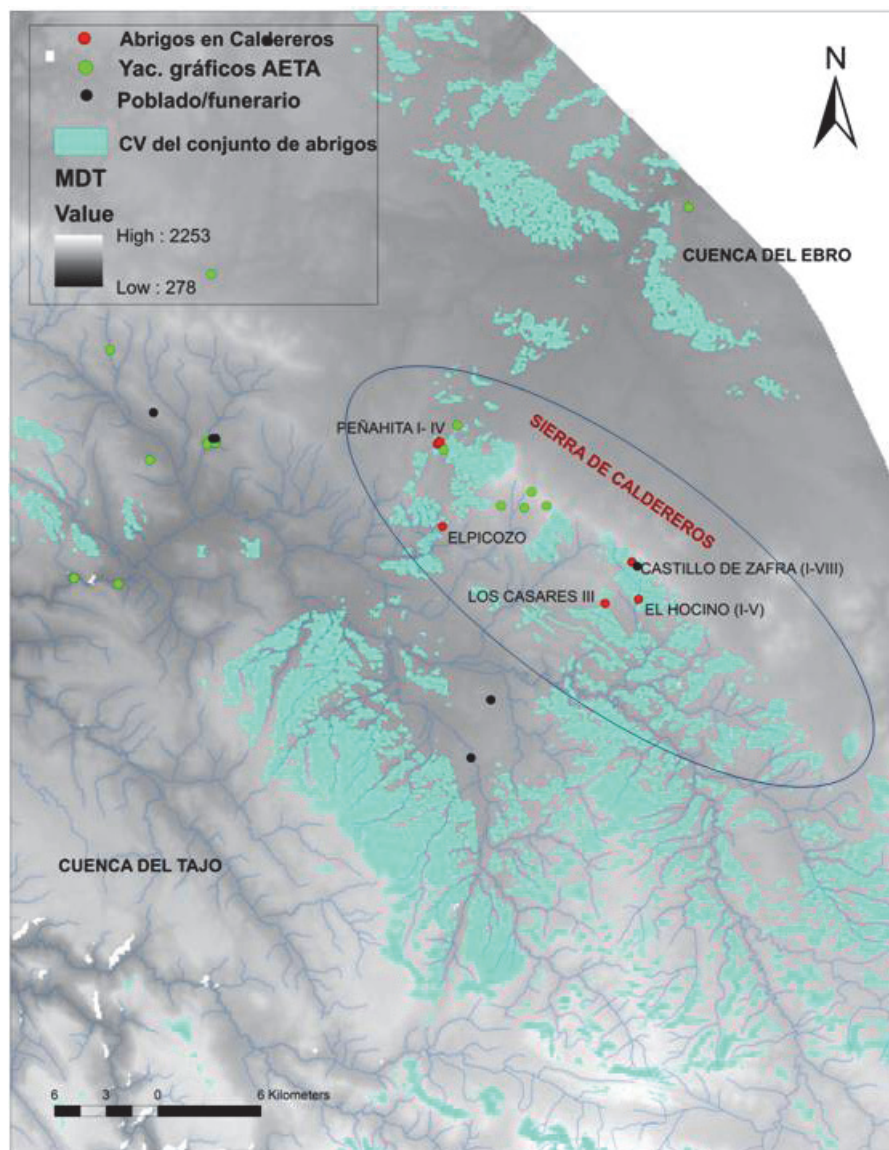 Abrigos en Caldereros
Yac. gráficos AETA
Poblado/funerario
CV del conjunto de abrigos
MDT
Value
High : 2253
Low : 278
N
CUENCA DEL EBRO
PEÑAHITA I- IV
SIERRA DE CALDEREROS
ELPICOZO
CASTILLO DE ZAFRA (I-VIII)
LOS CASARES III
EL HOCINO (I-V)
CUENCA DEL TAJO
6 3 0 6 Kilometers